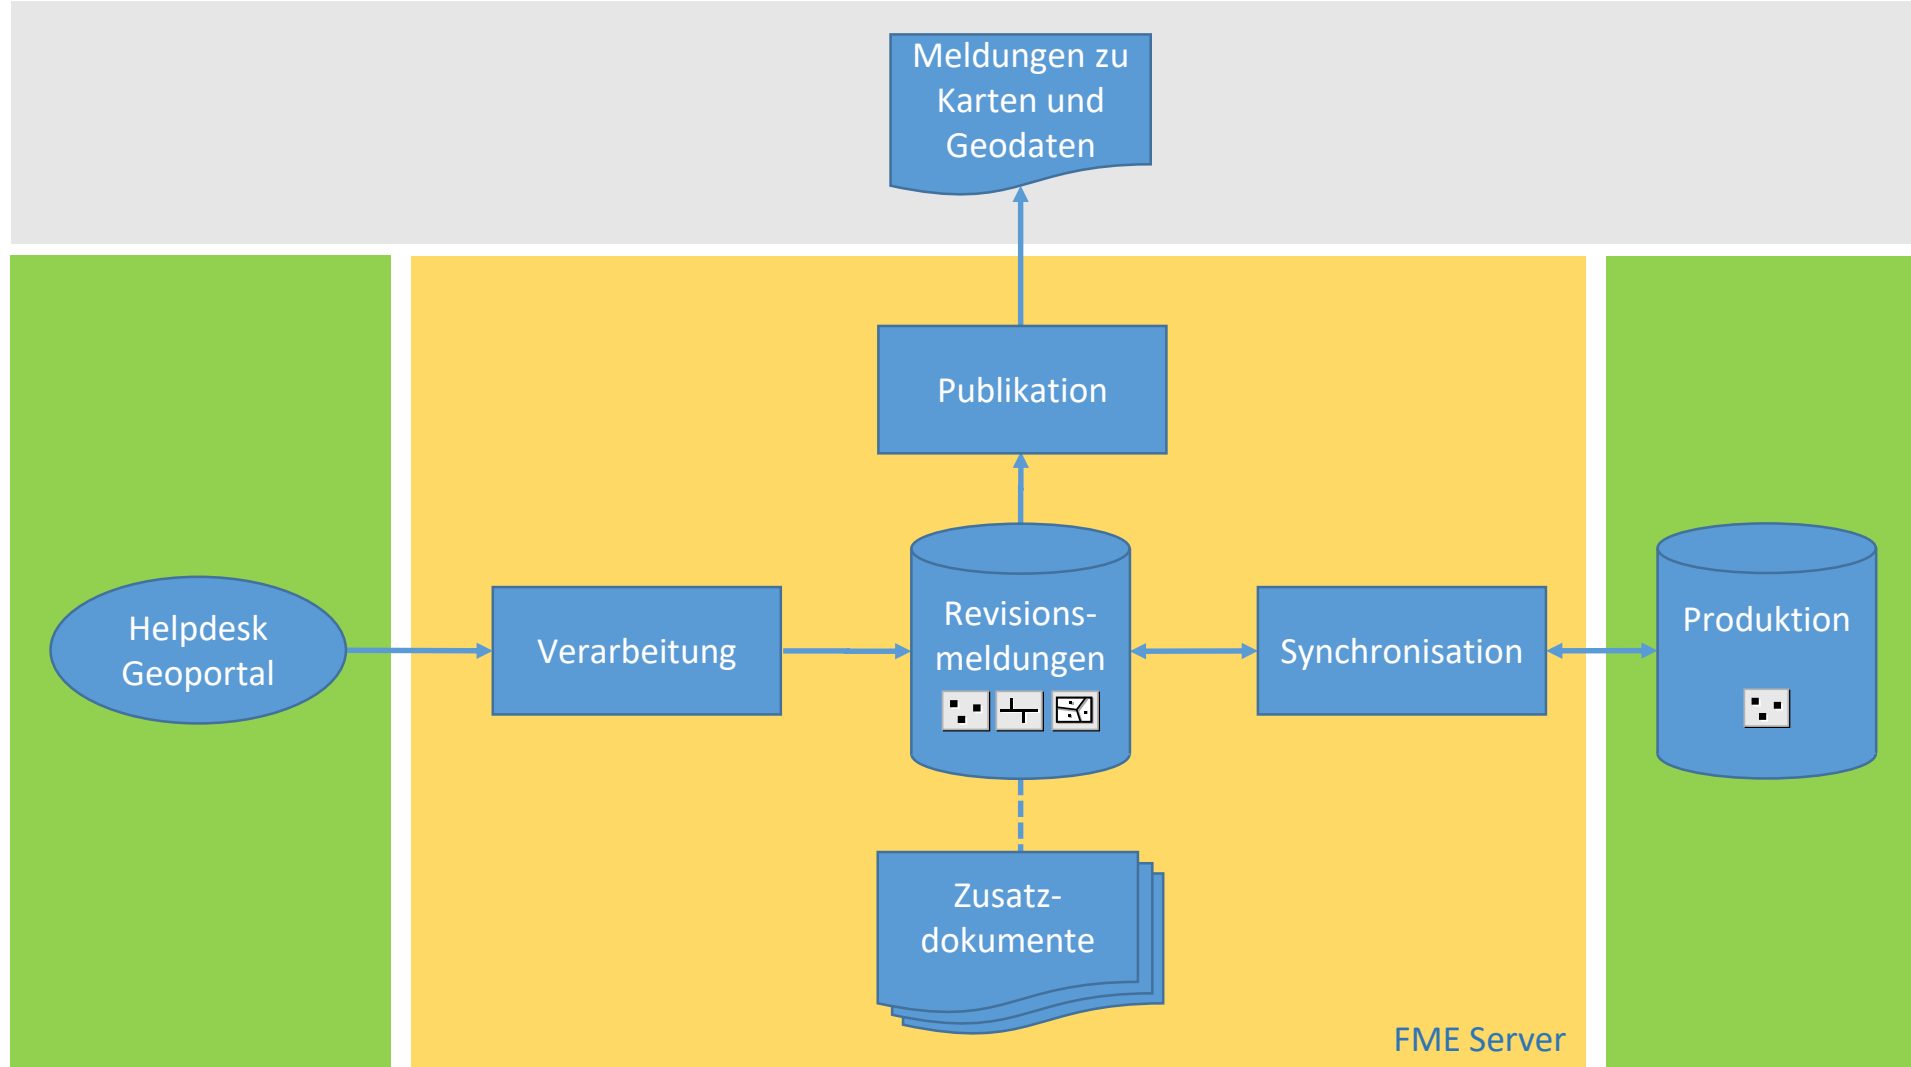 Meldungen zu
Karten und
Geodaten
Publikation
Helpdesk
Geoportal
Verarbeitung
Revisions-
meldungen
Synchronisation
Produktion
Zusatz-
dokumente
FME Server